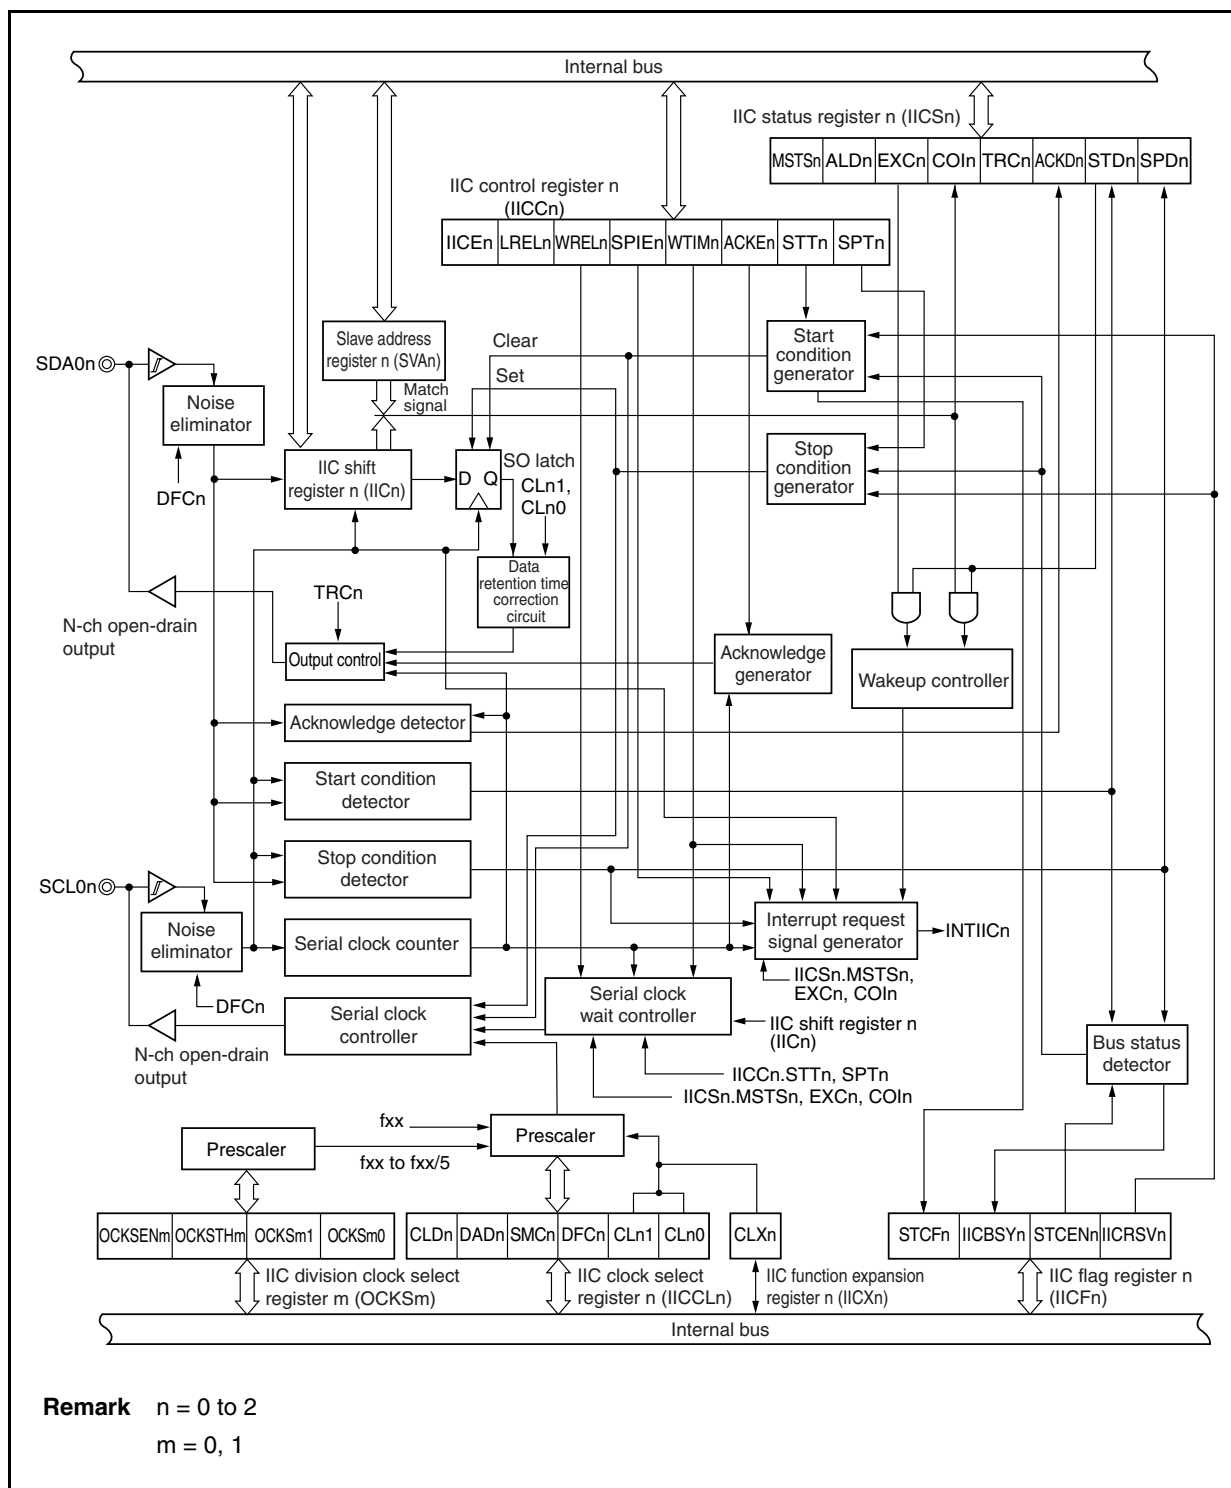 Internal bus
IIC status register n (IICSn)
MSTSn ALDn EXCn COIn TRCn ACKDn STDn SPDn
IIC control register n
(IICCn)
IICEn LRELn WRELn SPIEn WTIMn ACKEn STTn SPTn
Slave address
register n (SVAn)
Clear
Start
condition
generator
SDA0n
Set
Match
signal
Noise
eliminator
DFCn
IIC shift
register n (IICn)
D Q
SO latch
CLn1,
CLn0
Stop
condition
generator
Data
retention time
correction
circuit
TRCn
N-ch open-drain
output
Output control
Acknowledge
generator
Wakeup controller
Acknowledge detector
Start condition
detector
Stop condition
detector
SCL0n
Noise
eliminator
DFCn
Serial clock counter
Interrupt request
signal generator
INTIICn
IICSn.MSTSn,
EXCn, COIn
Serial clock
controller
Serial clock
wait controller
IIC shift register n
(IICn)
N-ch open-drain
output
Bus status
detector
IICCn.STTn, SPTn
IICSn.MSTSn, EXCn, COIn
fxx
Prescaler
fxx to fxx/5
Prescaler
OCKSENm OCKSTHm OCKSm1 OCKSm0
CLDn DADn SMCn DFCn CLn1 CLn0
CLXn
STCFn IICBSYn STCENn IICRSVn
IIC division clock select
register m (OCKSm)
IIC clock select
register n (IICCLn)
IIC function expansion
register n (IICXn)
IIC flag register n
(IICFn)
Internal bus
Remark n = 0 to 2
m = 0, 1